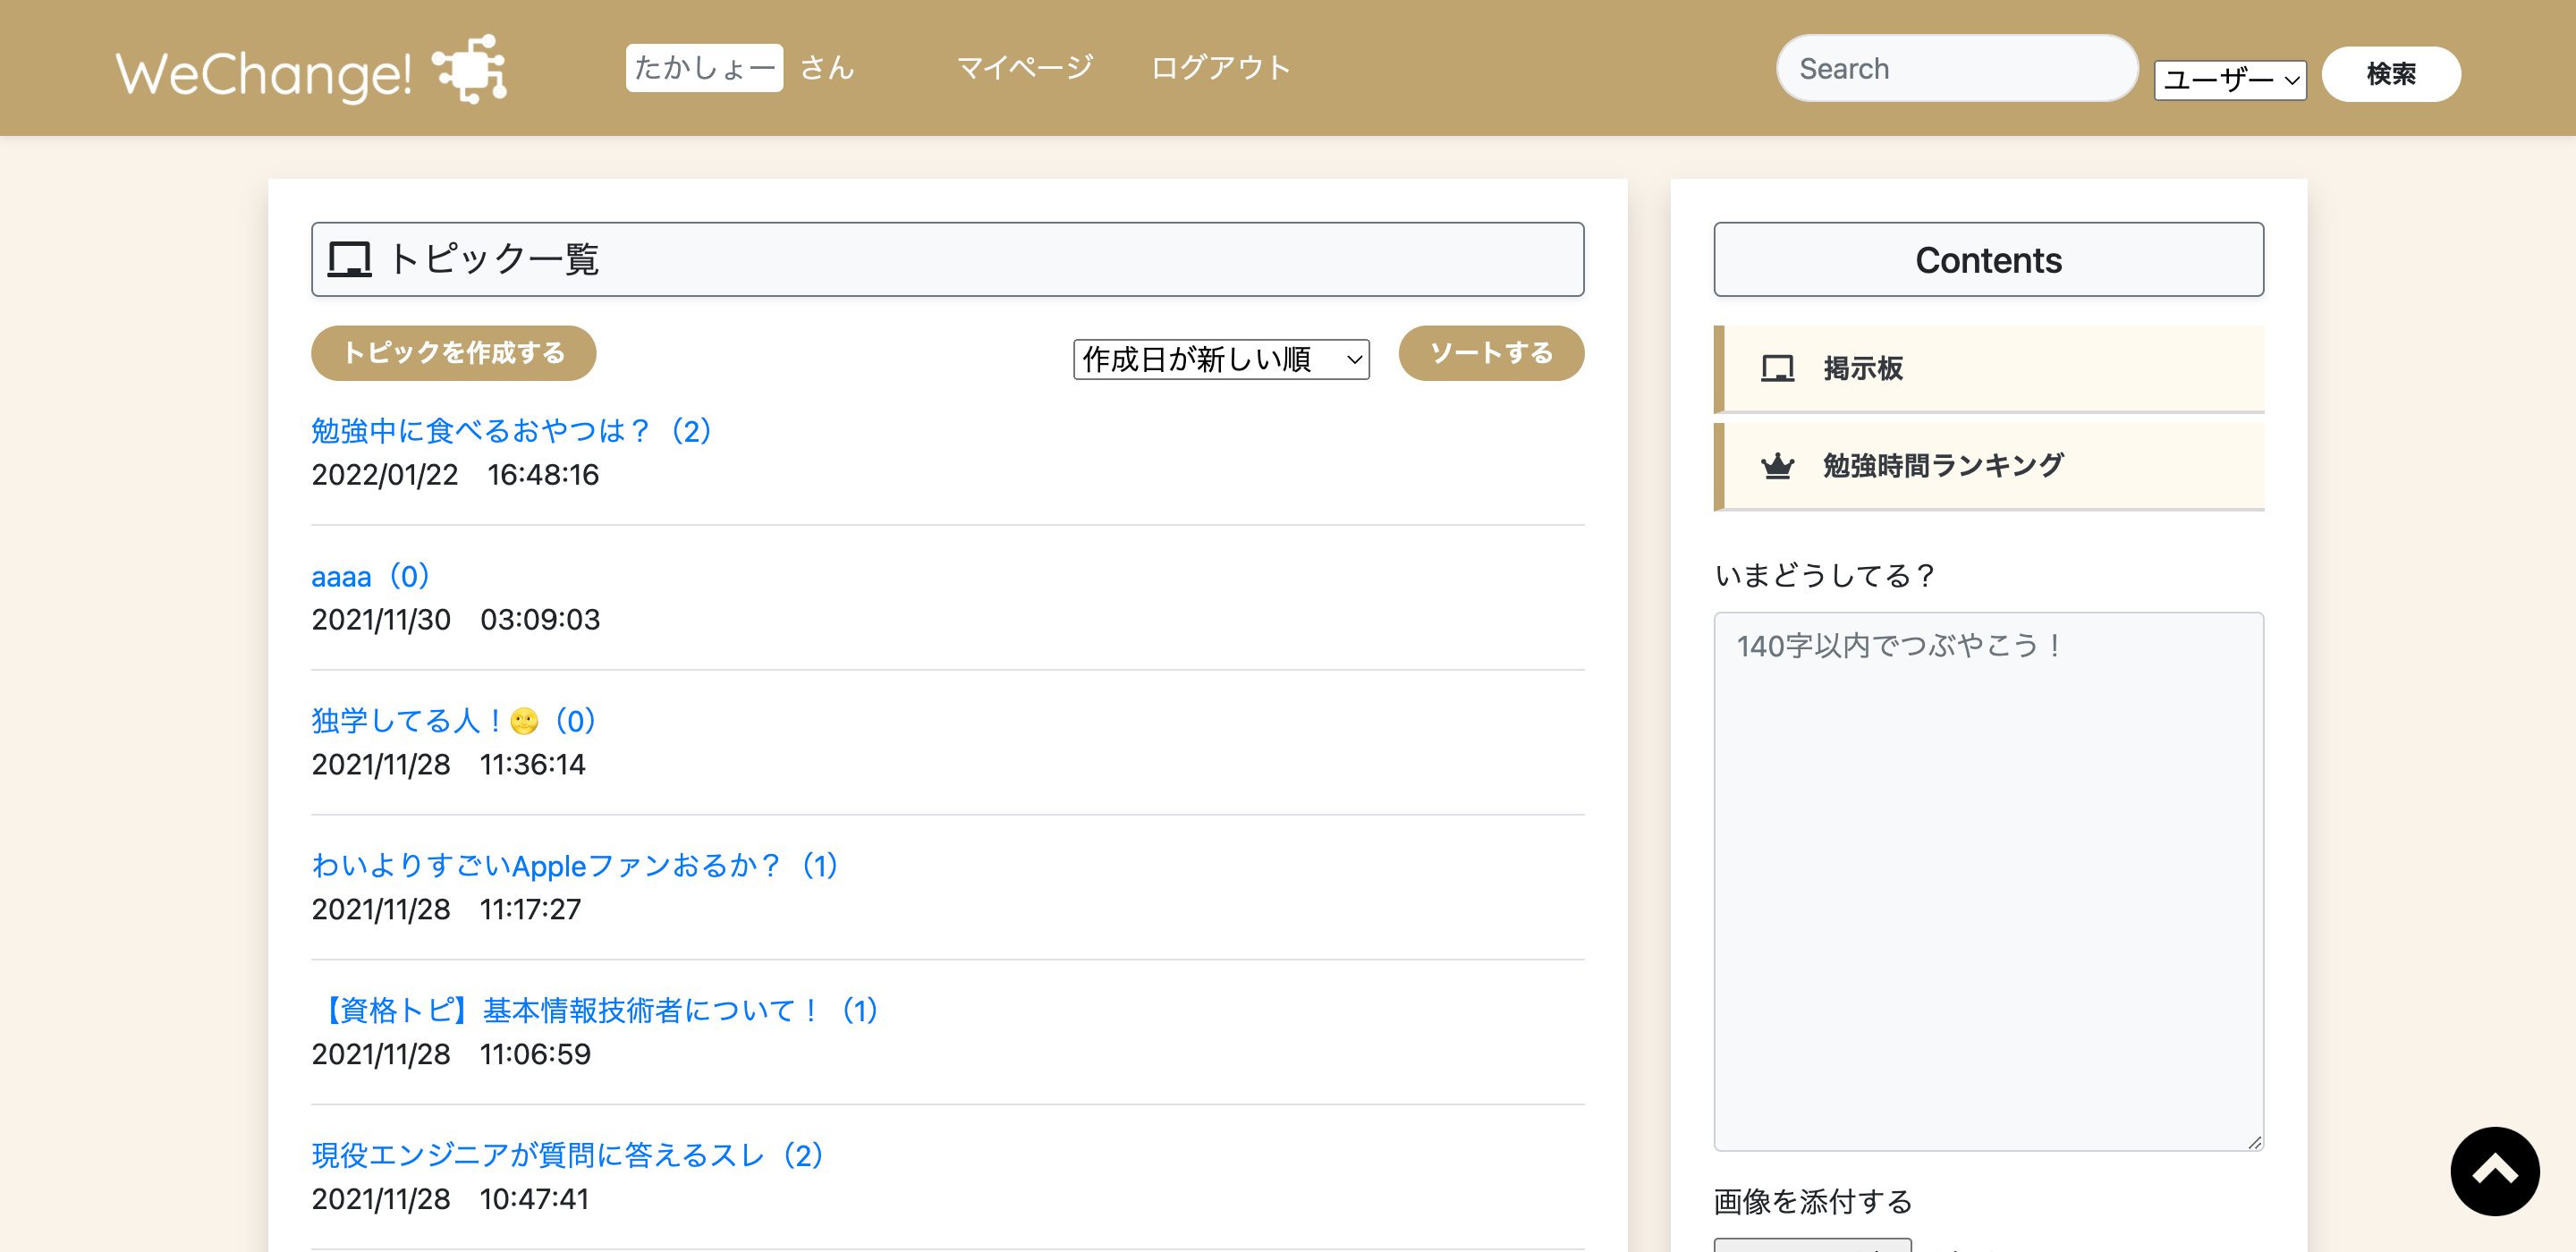 WeChange!
たかしょー さん マイページ ログアウト
Search ユーザー 検索
トピック一覧
トピックを作成する 作成日が新しい順 ソートする
勉強中に食べるおやつは？（2）
2022/01/22 16:48:16
aaaa（0）
2021/11/30 03:09:03
独学してる人！🌝（0）
2021/11/28 11:36:14
わいよりすごいAppleファンおるか？（1）
2021/11/28 11:17:27
【資格トピ】基本情報技術者について！（1）
2021/11/28 11:06:59
現役エンジニアが質問に答えるスレ（2）
2021/11/28 10:47:41
Contents
掲示板
勉強時間ランキング
いまどうしてる？
140字以内でつぶやこう！
画像を添付する